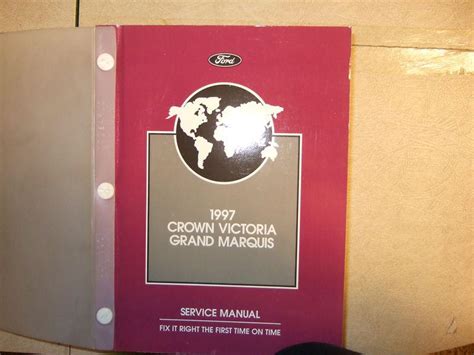 Ford
1997
CROWN VICTORIA
GRAND MARQUIS
SERVICE MANUAL
FIX IT RIGHT THE FIRST TIME ON TIME